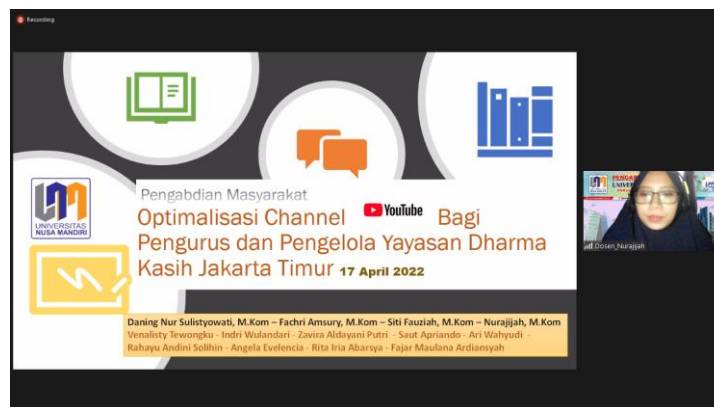 Recording
Pengabdian Masyarakat
Optimalisasi Channel YouTube Bagi
Pengurus dan Pengelola Yayasan Dharma
Kasih Jakarta Timur 17 April 2022
UNIVERSITAS
NUSA MANDIRI
Daning Nur Sulistyowati, M.Kom – Fachri Amsury, M.Kom – Siti Fauziah, M.Kom – Nurajijah, M.Kom
Venalisty Tewongku - Indri Wulandari - Zavira Aldayani Putri - Saut Apriando - Ari Wahyudi -
Rahayu Andini Solihin - Angela Evelencia - Rita Iria Abarsya - Fajar Maulana Ardiansyah
Dosen_Nurajijah